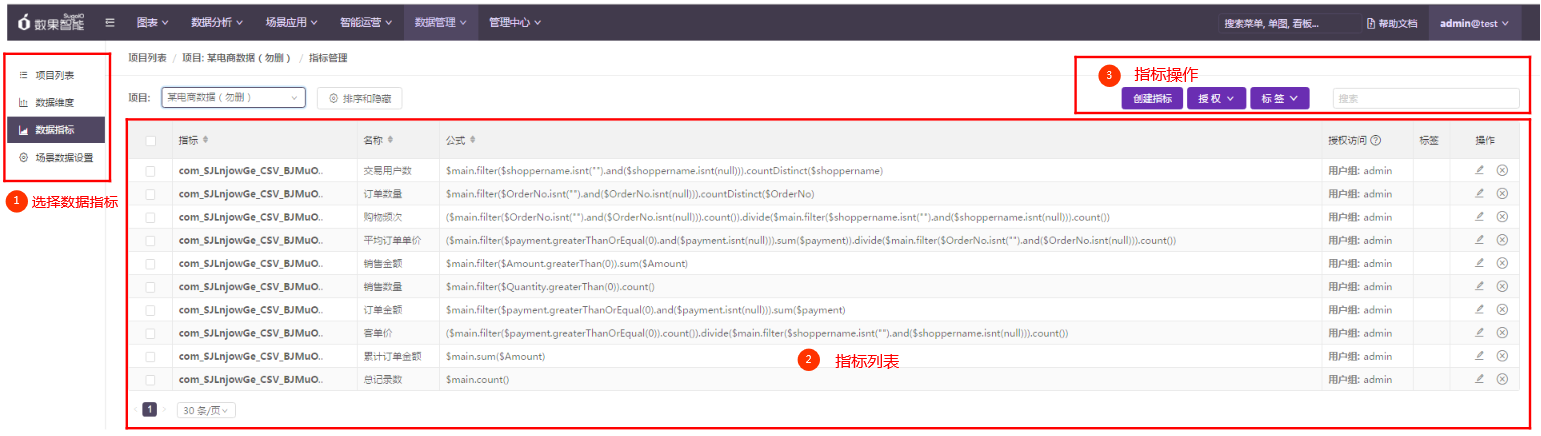 SugoIO
数果智能 图表 数据分析 场景应用 智能运营 数据管理 管理中心 搜索菜单, 单图, 看板... 帮助文档 admin@test
项目列表 / 项目: 某电商数据（勿删） / 指标管理
项目列表
数据维度
数据指标
场景数据设置
1 选择数据指标
3 指标操作
项目: 某电商数据（勿删） 排序和隐藏 创建指标 授权 标签 搜索
指标 名称 公式 授权访问 ? 标签 操作
com_SJLnjowGe_CSV_BJMuO.. 交易用户数 $main.filter($shoppername.isnt("").and($shoppername.isnt(null))).countDistinct($shoppername) 用户组: admin
com_SJLnjowGe_CSV_BJMuO.. 订单数量 $main.filter($OrderNo.isnt("").and($OrderNo.isnt(null))).countDistinct($OrderNo) 用户组: admin
com_SJLnjowGe_CSV_BJMuO.. 购物频次 ($main.filter($OrderNo.isnt("").and($OrderNo.isnt(null))).count()).divide($main.filter($shoppername.isnt("").and($shoppername.isnt(null))).count()) 用户组: admin
com_SJLnjowGe_CSV_BJMuO.. 平均订单单价 ($main.filter($payment.greaterThanOrEqual(0).and($payment.isnt(null))).sum($payment)).divide($main.filter($OrderNo.isnt("").and($OrderNo.isnt(null))).count()) 用户组: admin
com_SJLnjowGe_CSV_BJMuO.. 销售金额 $main.filter($Amount.greaterThan(0)).sum($Amount) 用户组: admin
com_SJLnjowGe_CSV_BJMuO.. 销售数量 $main.filter($Quantity.greaterThan(0)).count() 用户组: admin
com_SJLnjowGe_CSV_BJMuO.. 订单金额 $main.filter($payment.greaterThanOrEqual(0).and($payment.isnt(null))).sum($payment) 用户组: admin
com_SJLnjowGe_CSV_BJMuO.. 客单价 ($main.filter($payment.greaterThanOrEqual(0)).count()).divide($main.filter($shoppername.isnt("").and($shoppername.isnt(null))).count()) 用户组: admin
com_SJLnjowGe_CSV_BJMuO.. 累计订单金额 $main.sum($Amount) 用户组: admin
com_SJLnjowGe_CSV_BJMuO.. 总记录数 $main.count() 用户组: admin
2 指标列表
1 30 条/页